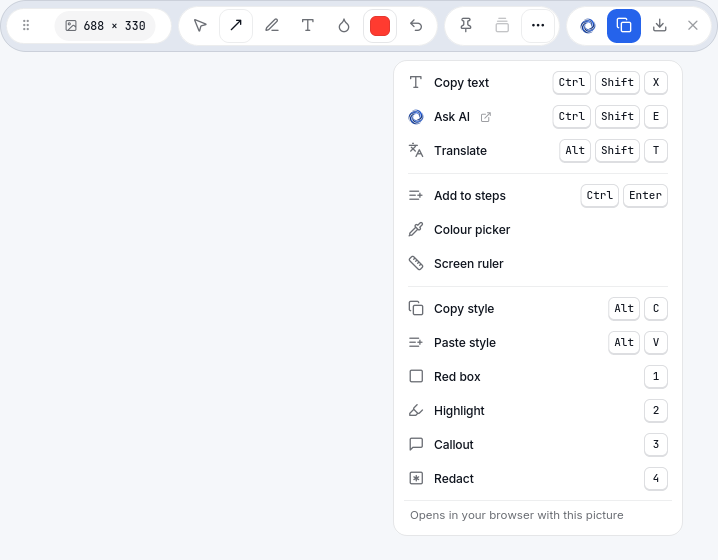 688 × 330
Copy text Ctrl Shift X
Ask AI Ctrl Shift E
Translate Alt Shift T
Add to steps Ctrl Enter
Colour picker
Screen ruler
Copy style Alt C
Paste style Alt V
Red box 1
Highlight 2
Callout 3
Redact 4
Opens in your browser with this picture